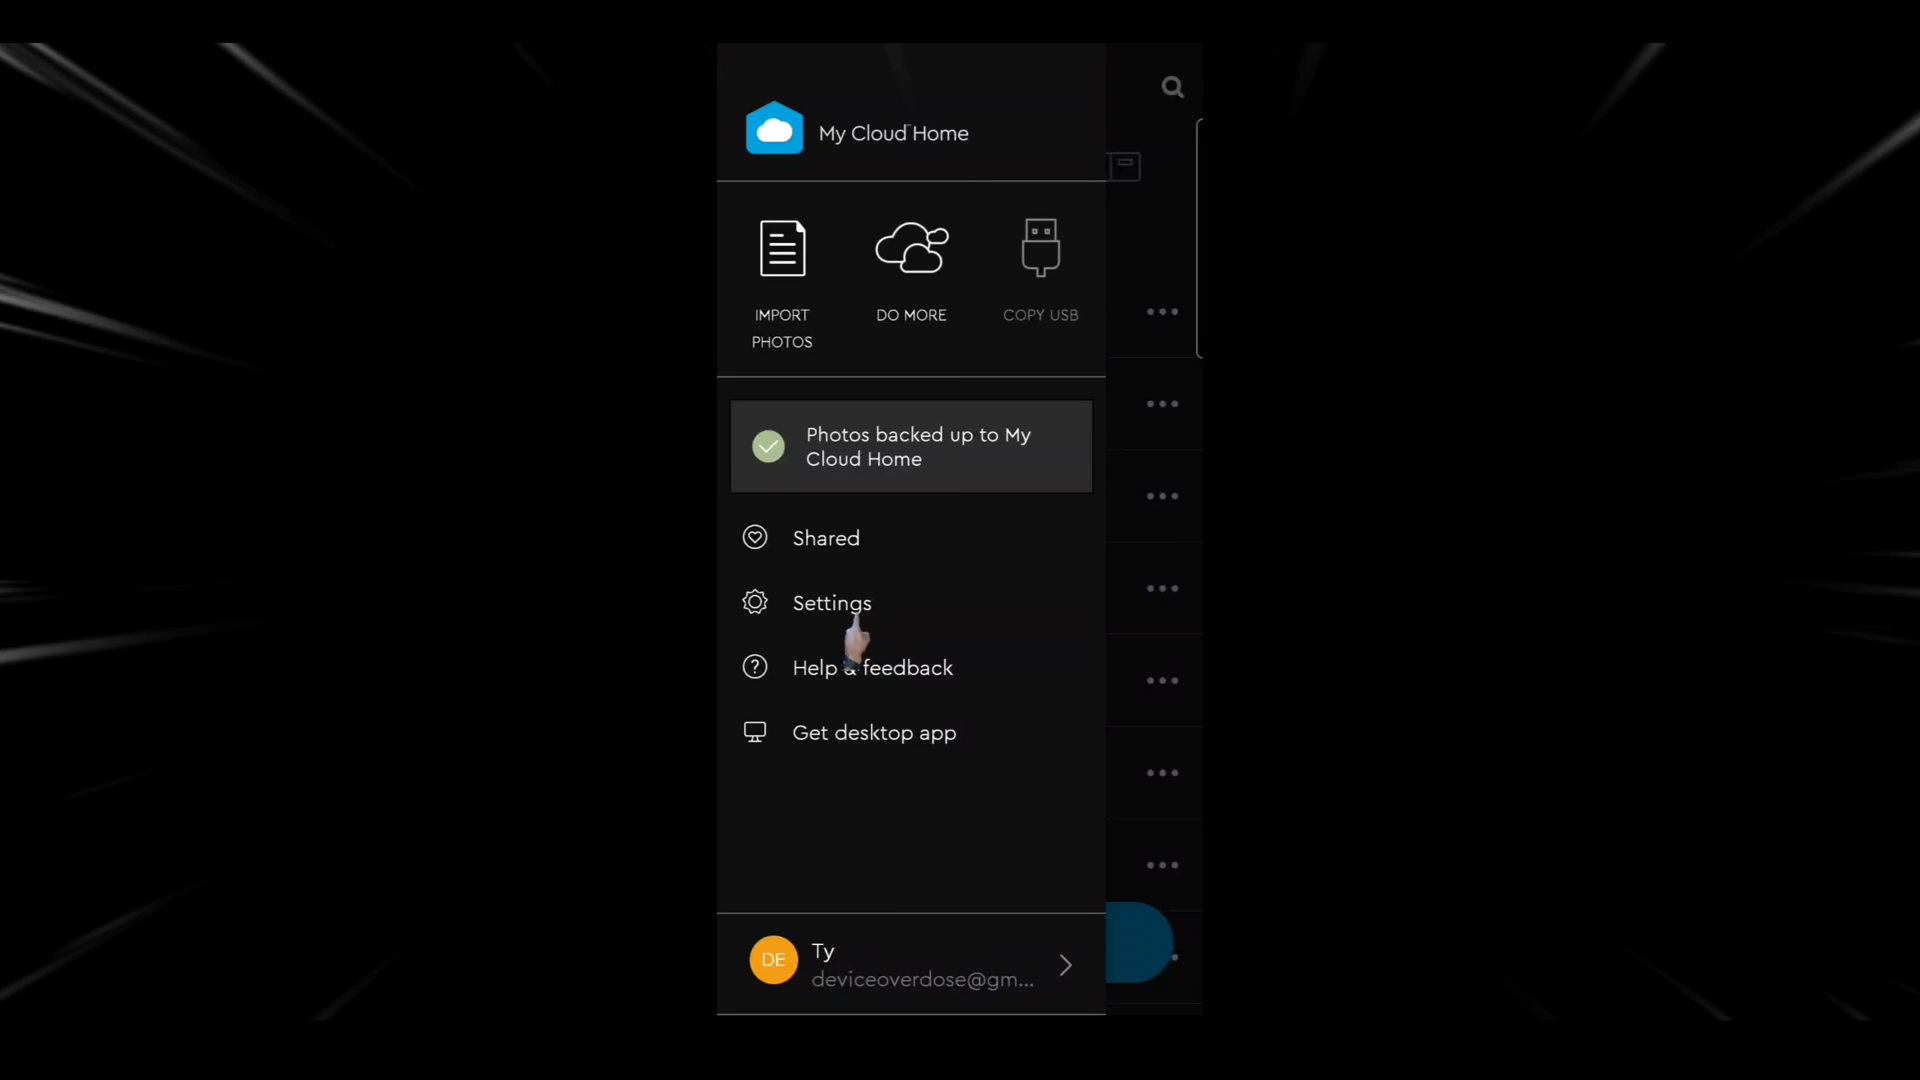 My Cloud Home
IMPORT
PHOTOS
DO MORE
COPY USB
Photos backed up to My
Cloud Home
Shared
Settings
Help & feedback
Get desktop app
DE
Ty
deviceoverdose@gm...